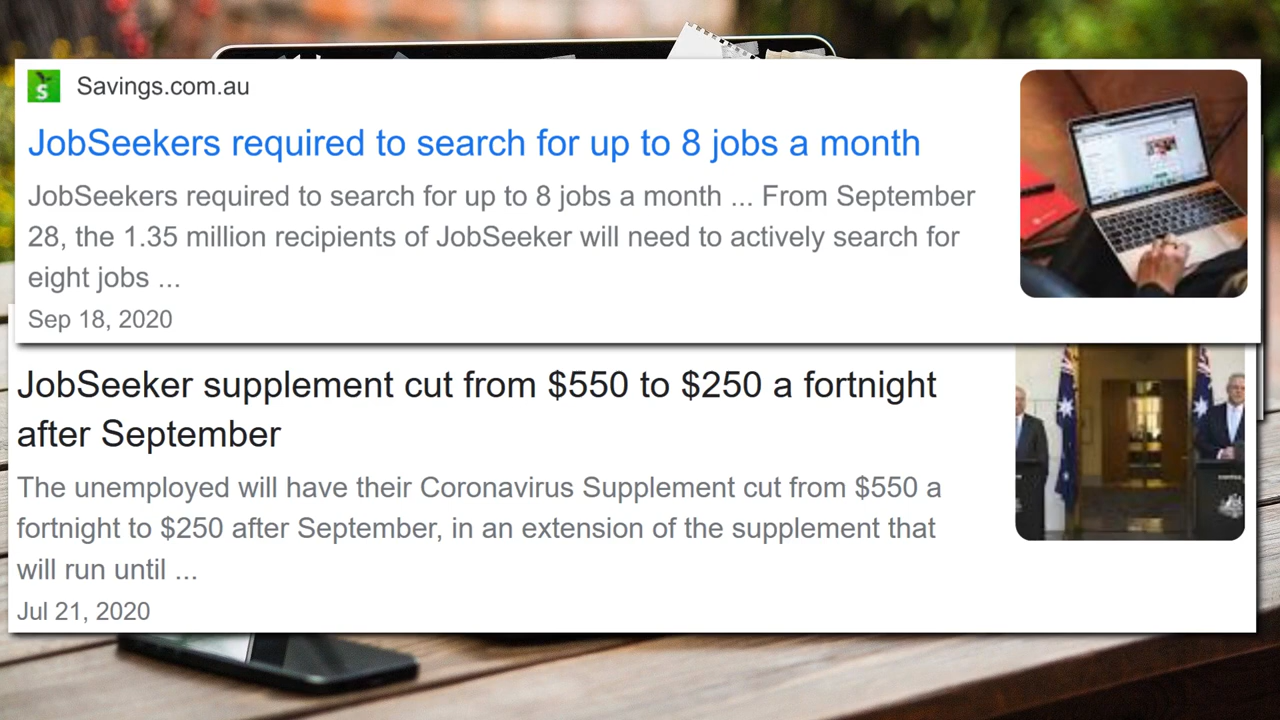 Savings.com.au
JobSeekers required to search for up to 8 jobs a month
JobSeekers required to search for up to 8 jobs a month ... From September
28, the 1.35 million recipients of JobSeeker will need to actively search for
eight jobs ...
Sep 18, 2020
JobSeeker supplement cut from $550 to $250 a fortnight
after September
The unemployed will have their Coronavirus Supplement cut from $550 a
fortnight to $250 after September, in an extension of the supplement that
will run until ...
Jul 21, 2020